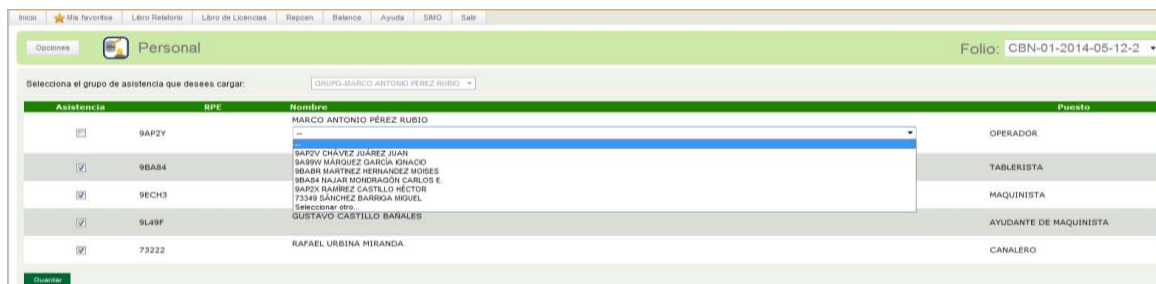 Inicio Mis favoritos Libro Relatorio Libro de Licencias Repcen Balance Ayuda SIMO Salir
Opciones Personal Folio: CBN-01-2014-05-12-2
Selecciona el grupo de asistencia que desees cargar: GRUPO-MARCO ANTONIO PÉREZ RUBIO
Asistencia RPE Nombre Puesto
MARCO ANTONIO PÉREZ RUBIO
9AP2Y -- OPERADOR
--
9AP2V CHÁVEZ JUÁREZ JUAN
9A99W MÁRQUEZ GARCÍA IGNACIO
9BABR MARTINEZ HERNANDEZ MOISES
9BA84 NAJAR MONDRAGÓN CARLOS E.
9AP2X RAMÍREZ CASTILLO HÉCTOR
73349 SÁNCHEZ BARRIGA MIGUEL
Seleccionar otro...
9BA84 TABLERISTA
9ECH3 MAQUINISTA
GUSTAVO CASTILLO BAÑALES
9L49F AYUDANTE DE MAQUINISTA
RAFAEL URBINA MIRANDA
73222 CANALERO
Guardar